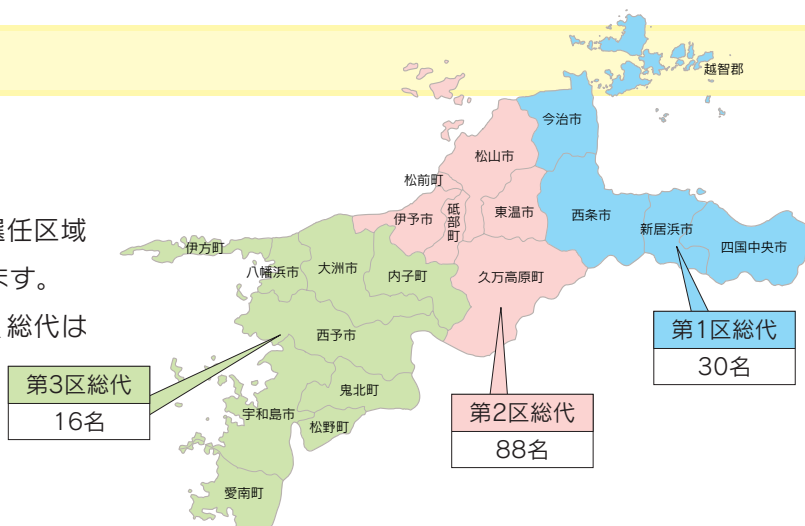 越智郡
今治市
松山市
松前町
砥部町
東温市
伊予市
西条市
新居浜市
四国中央市
選任区域
ます。
総代は
伊方町
八幡浜市
大洲市
内子町
久万高原町
西予市
第1区総代
30名
第3区総代
16名
鬼北町
宇和島市
松野町
第2区総代
88名
愛南町